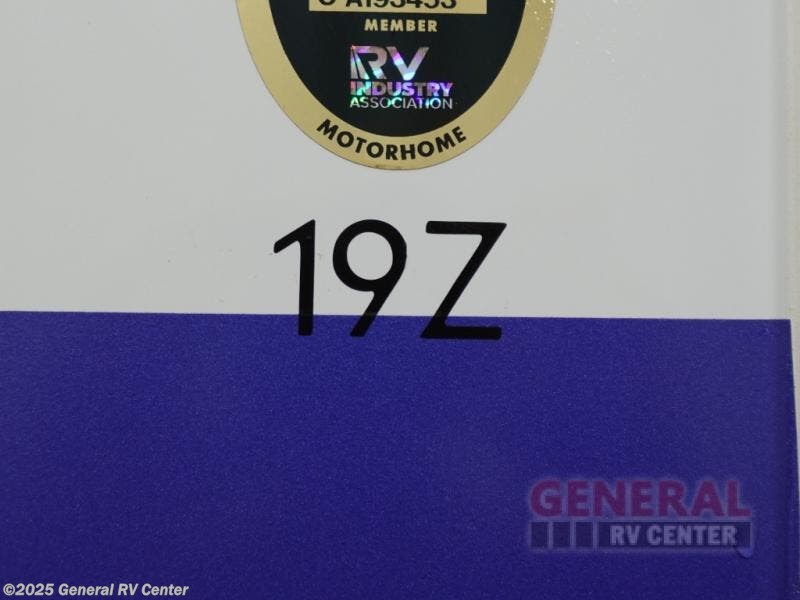 MEMBER
RV
INDUSTRY
ASSOCIATION
MOTORHOME
19Z
GENERAL
RV CENTER
©2025 General RV Center